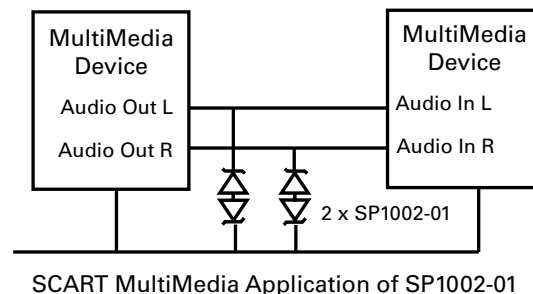 MultiMedia
Device
Audio Out L
Audio Out R
MultiMedia
Device
Audio In L
Audio In R
2 x SP1002-01
SCART MultiMedia Application of SP1002-01